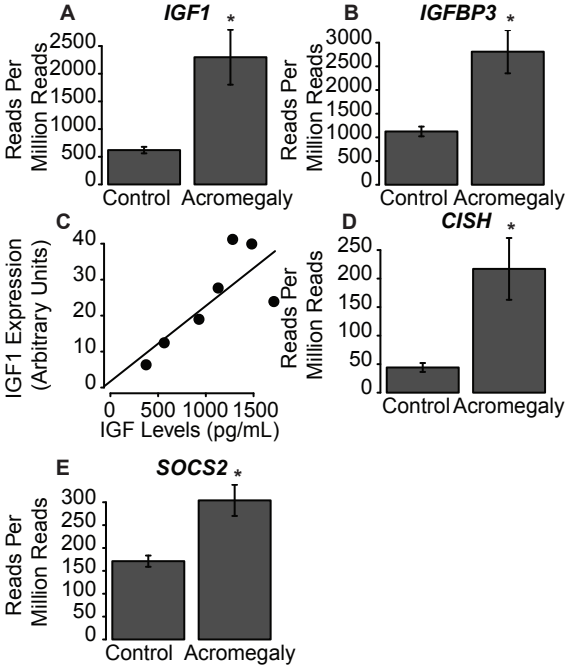 A
IGF1
*
Reads Per
Million Reads
2500
2000
1500
1000
500
0
Control
Acromegaly
B
IGFBP3
*
Reads Per
Million Reads
3000
2500
2000
1500
1000
500
0
Control
Acromegaly
C
IGF1 Expression
(Arbitrary Units)
40
30
20
10
0
0
500
1000
1500
IGF Levels (pg/mL)
D
CISH
*
Reads Per
Million Reads
250
200
150
100
50
0
Control
Acromegaly
E
SOCS2
*
Reads Per
Million Reads
300
250
200
150
100
50
0
Control
Acromegaly